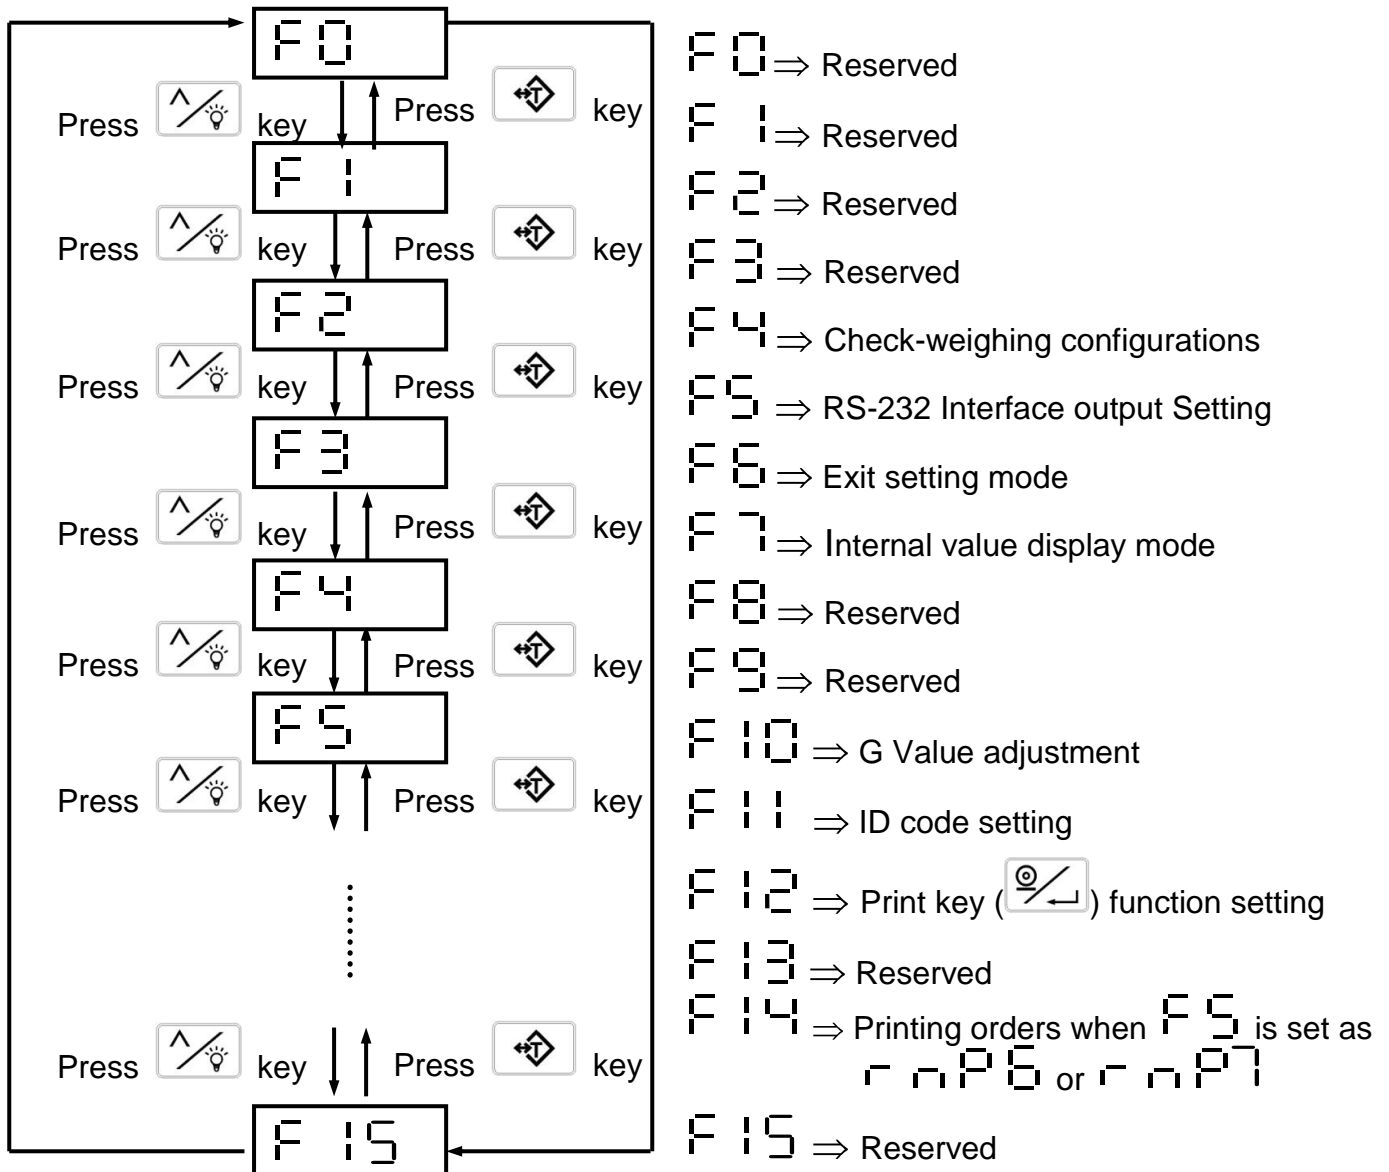 F0
Press key Press key
F1
Press key Press key
F2
Press key Press key
F3
Press key Press key
F4
Press key Press key
F5
Press key Press key
Press key Press key
F15
F0 ⇒ Reserved
F1 ⇒ Reserved
F2 ⇒ Reserved
F3 ⇒ Reserved
F4 ⇒ Check-weighing configurations
F5 ⇒ RS-232 Interface output Setting
F6 ⇒ Exit setting mode
F7 ⇒ Internal value display mode
F8 ⇒ Reserved
F9 ⇒ Reserved
F10 ⇒ G Value adjustment
F11 ⇒ ID code setting
F12 ⇒ Print key ( ) function setting
F13 ⇒ Reserved
F14 ⇒ Printing orders when F5 is set as
rnP6 or rnP7
F15 ⇒ Reserved